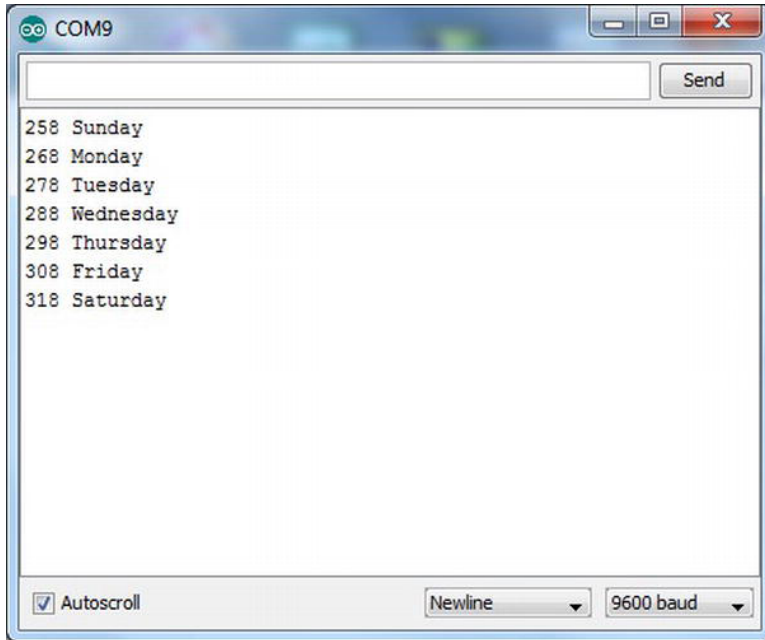 COM9
Send
258 Sunday
268 Monday
278 Tuesday
288 Wednesday
298 Thursday
308 Friday
318 Saturday
Autoscroll
Newline
9600 baud